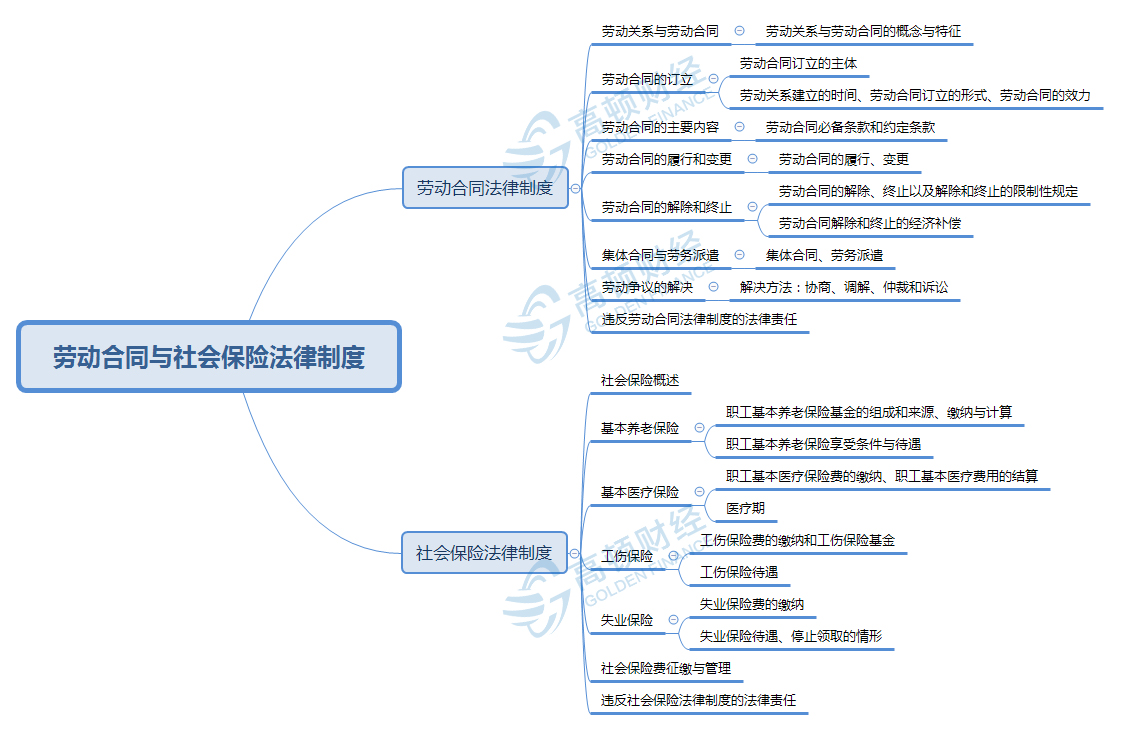 劳动合同与社会保险法律制度
劳动合同法律制度
劳动关系与劳动合同
劳动关系与劳动合同的概念与特征
劳动合同的订立
劳动合同订立的主体
劳动关系建立的时间、劳动合同订立的形式、劳动合同的效力
劳动合同的主要内容
劳动合同必备条款和约定条款
劳动合同的履行和变更
劳动合同的履行、变更
劳动合同的解除和终止
劳动合同的解除、终止以及解除和终止的限制性规定
劳动合同解除和终止的经济补偿
集体合同与劳务派遣
集体合同、劳务派遣
劳动争议的解决
解决方法：协商、调解、仲裁和诉讼
违反劳动合同法律制度的法律责任
社会保险法律制度
社会保险概述
基本养老保险
职工基本养老保险基金的组成和来源、缴纳与计算
职工基本养老保险享受条件与待遇
基本医疗保险
职工基本医疗保险费的缴纳、职工基本医疗费用的结算
医疗期
工伤保险
工伤保险费的缴纳和工伤保险基金
工伤保险待遇
失业保险
失业保险费的缴纳
失业保险待遇、停止领取的情形
社会保险费征缴与管理
违反社会保险法律制度的法律责任
高顿财经
GOLDEN FINANCE
高顿财经
GOLDEN FINANCE
高顿财经
GOLDEN FINANCE